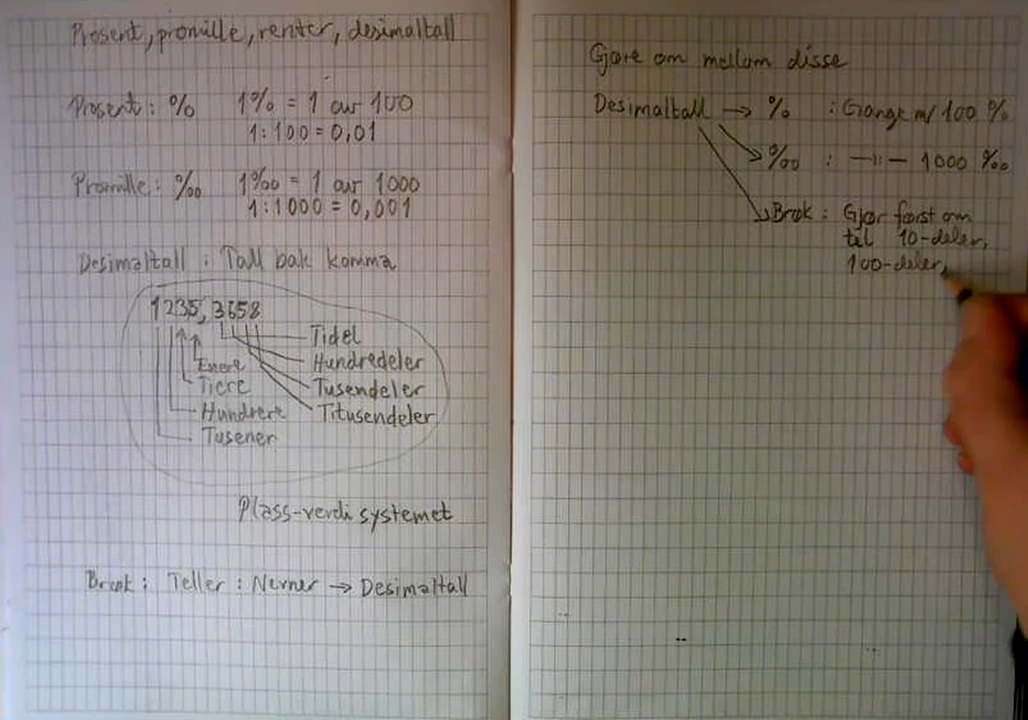 Prosent, promille, renter, desimaltall
Prosent: % 1% = 1 av 100
1:100 = 0,01
Promille: ‰ 1‰ = 1 av 1000
1:1000 = 0,001
Desimaltall : Tall bak komma
1235,3658
Tidel
Enere Hundredeler
Tiere Tusendeler
Hundrere Titusendeler
Tusener
Plass-verdi systemet
Brøk: Teller : Nevner → Desimaltall
Gjøre om mellom disse
Desimaltall → % : Gange m/ 100 %
‰ : —॥— 1000 ‰
Brøk: Gjør først om
til 10-deler,
100-deler,